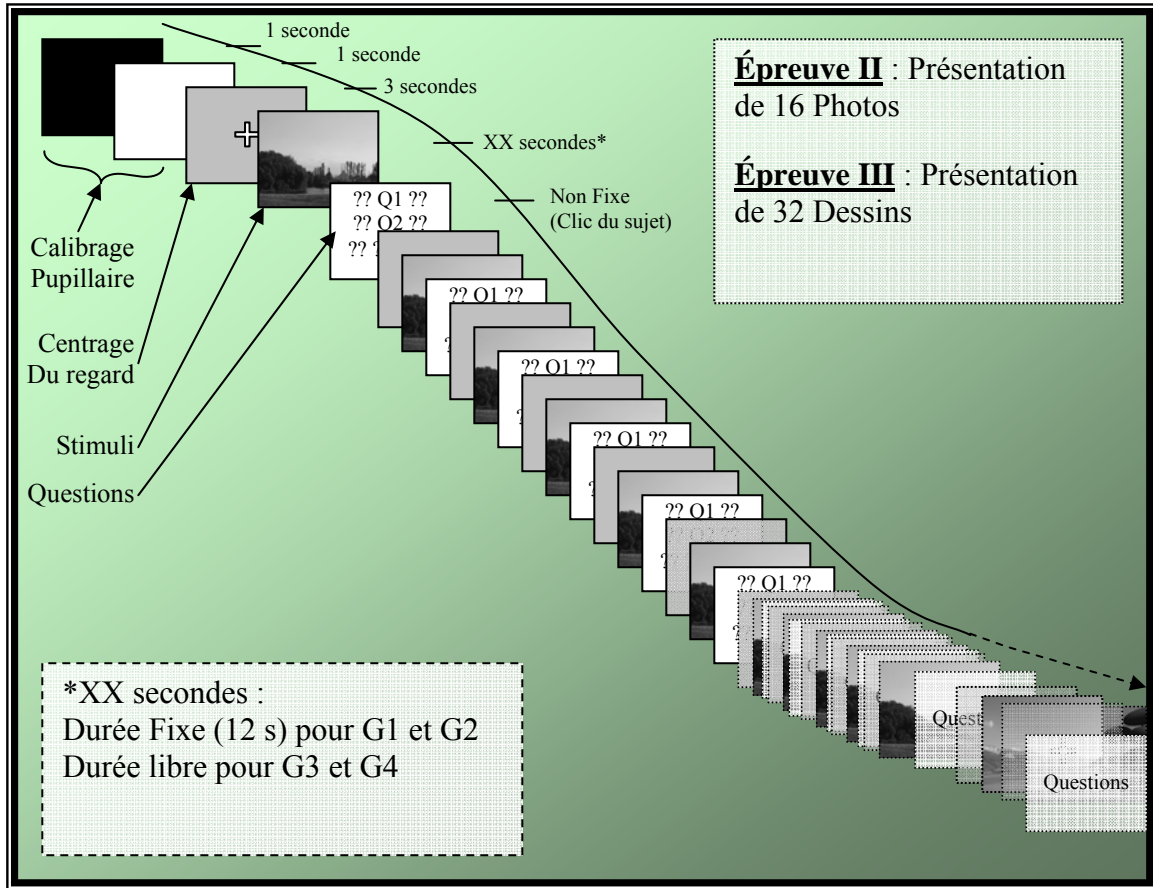 1 seconde
1 seconde
3 secondes
XX secondes*
Non Fixe
(Clic du sujet)
Épreuve II : Présentation
de 16 Photos
Épreuve III : Présentation
de 32 Dessins
Calibrage
Pupillaire
Centrage
Du regard
Stimuli
Questions
?? Q1 ??
?? Q2 ??
??
?? Q1 ??
?? Q1 ??
?? Q1 ??
?? Q1 ??
?? Q1 ??
*XX secondes :
Durée Fixe (12 s) pour G1 et G2
Durée libre pour G3 et G4
Questions